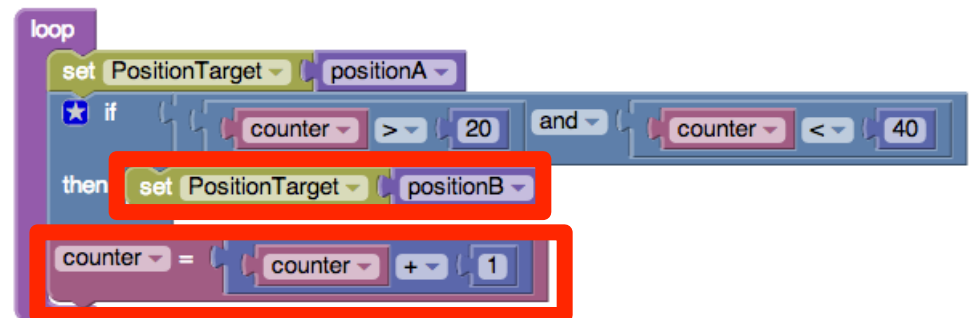 loop
set PositionTarget positionA
if counter > 20 and counter < 40
then set PositionTarget positionB
counter = counter + 1